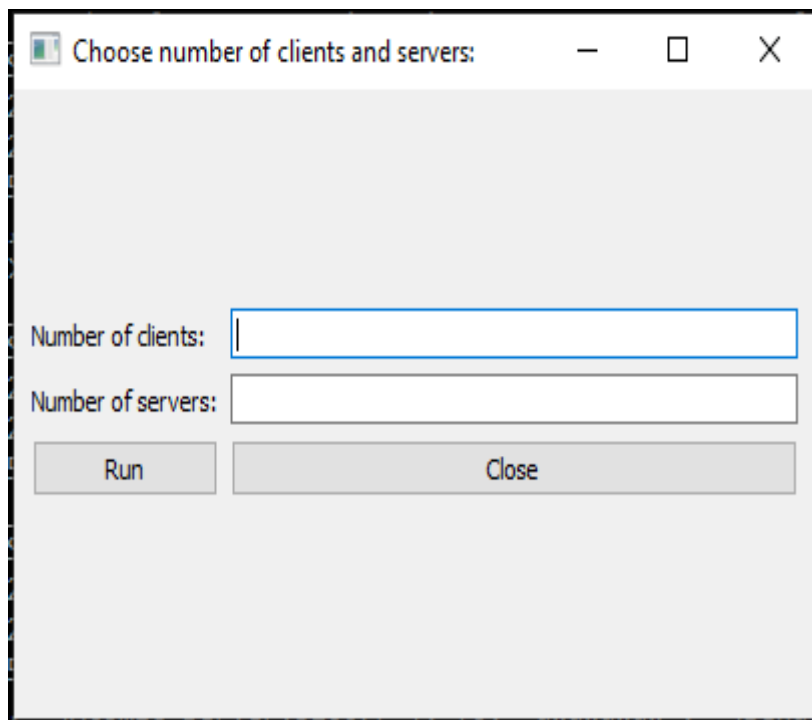 Choose number of clients and servers:
Number of clients:
Number of servers:
Run Close